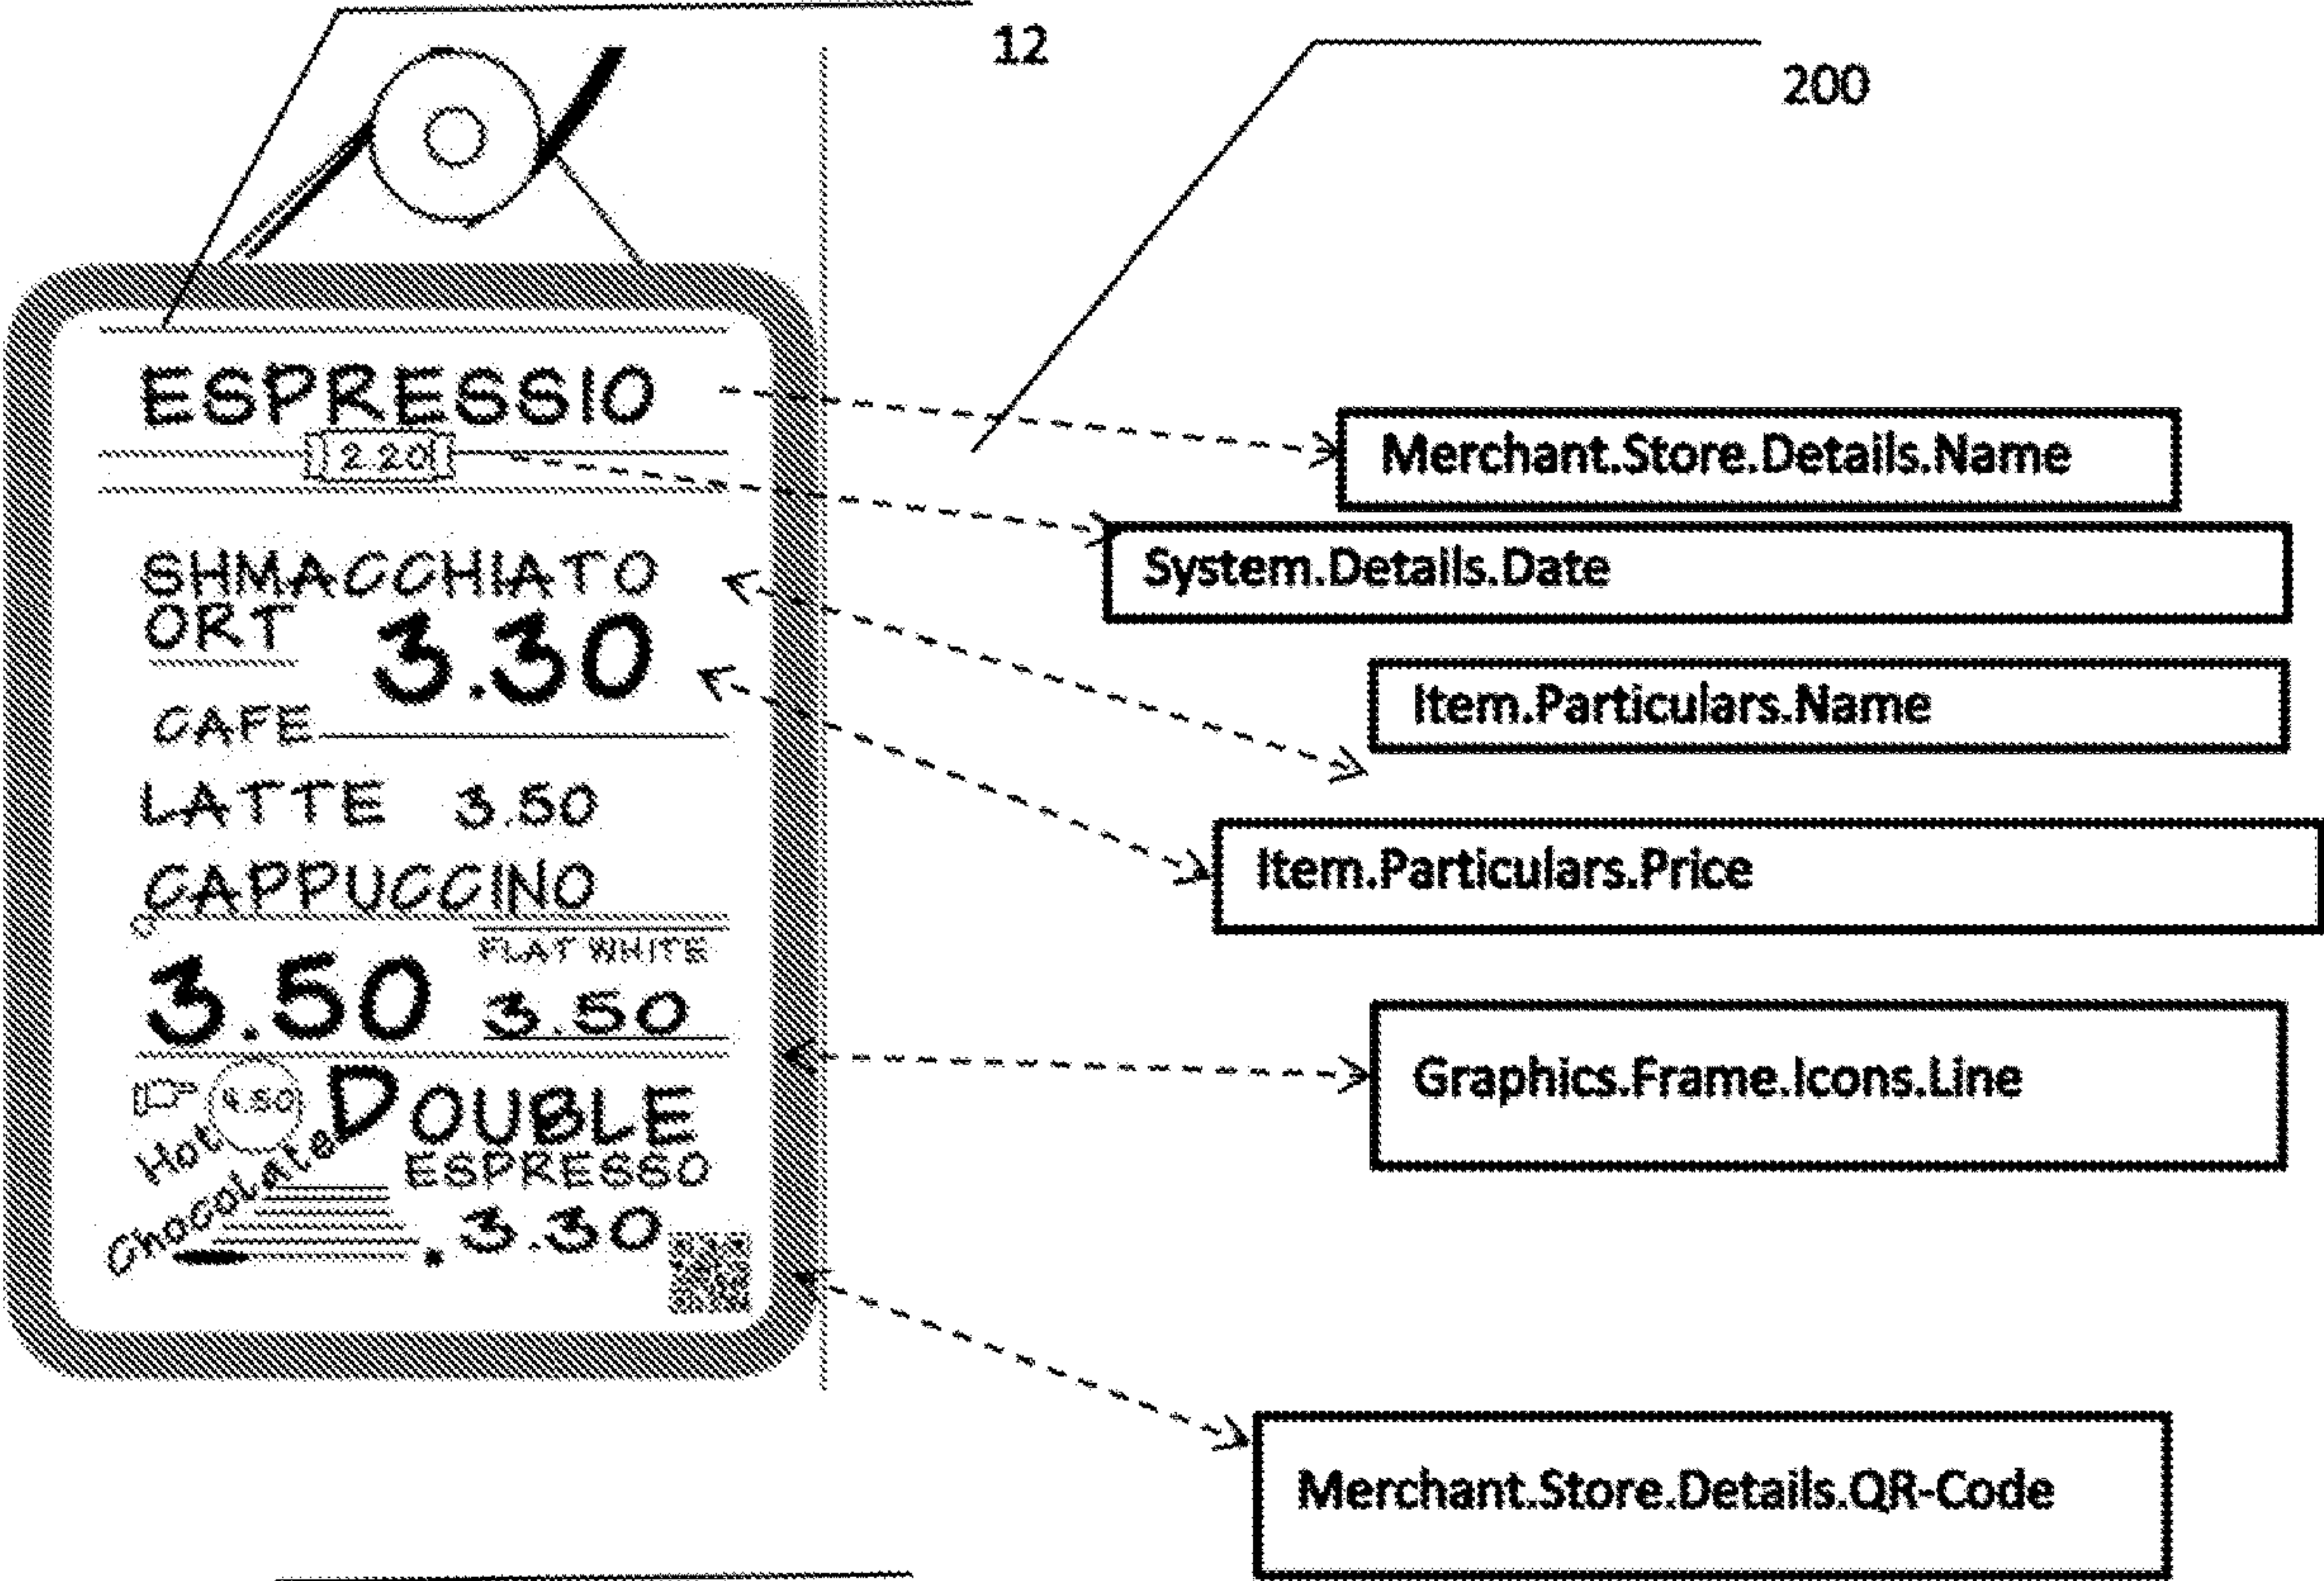 12
200
ESPRESSIO
2.20
SHMACCHIATO
ORT
3.30
CAFE
LATTE 3.50
CAPPUCCINO
FLAT WHITE
3.50 3.50
4.50
Hot
Chocolate
DOUBLE
ESPRESSO
.3.30
Merchant.Store.Details.Name
System.Details.Date
Item.Particulars.Name
Item.Particulars.Price
Graphics.Frame.Icons.Line
Merchant.Store.Details.QR-Code